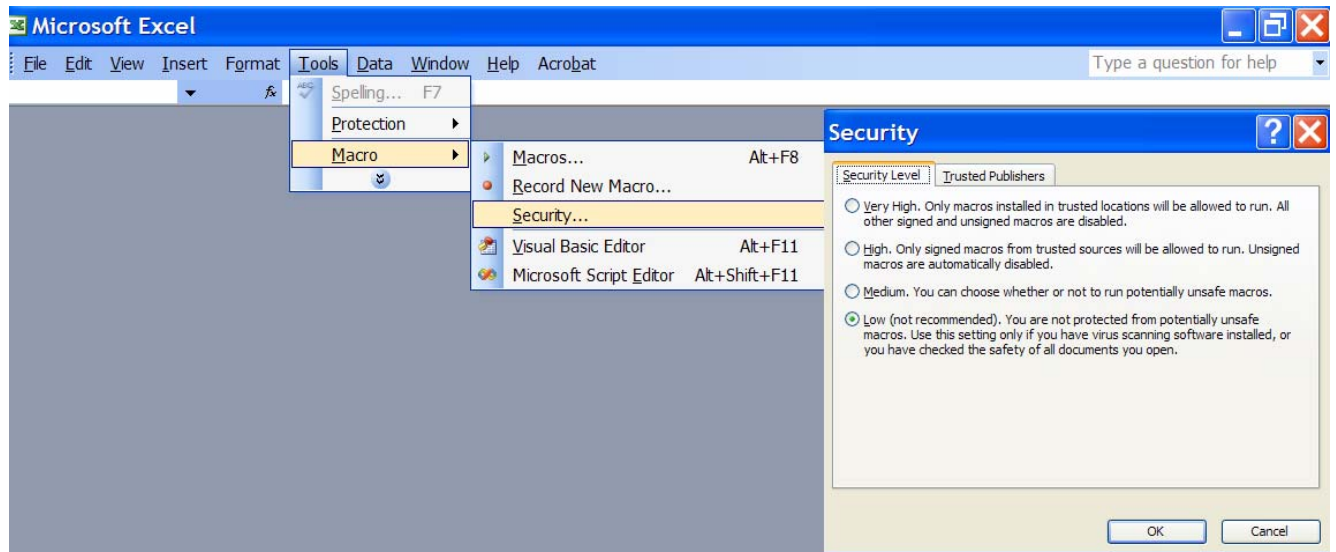 Microsoft Excel
File Edit View Insert Format Tools Data Window Help Acrobat
Type a question for help
fx
ABC
Spelling... F7
Protection
Macro
Macros... Alt+F8
Record New Macro...
Security...
Visual Basic Editor Alt+F11
Microsoft Script Editor Alt+Shift+F11
Security
Security Level Trusted Publishers
Very High. Only macros installed in trusted locations will be allowed to run. All
other signed and unsigned macros are disabled.
High. Only signed macros from trusted sources will be allowed to run. Unsigned
macros are automatically disabled.
Medium. You can choose whether or not to run potentially unsafe macros.
Low (not recommended). You are not protected from potentially unsafe
macros. Use this setting only if you have virus scanning software installed, or
you have checked the safety of all documents you open.
OK Cancel